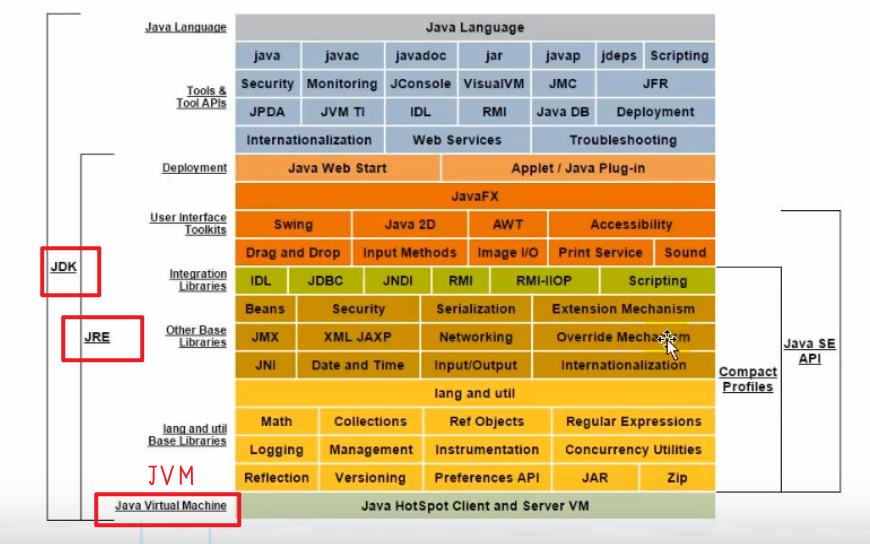 Java Language Java Language
java javac javadoc jar javap jdeps Scripting
Security Monitoring JConsole VisualVM JMC JFR
Tools &
Tool APIs
JPDA JVM TI IDL RMI Java DB Deployment
Internationalization Web Services Troubleshooting
Deployment Java Web Start Applet / Java Plug-in
JavaFX
User Interface
Toolkits
Swing Java 2D AWT Accessibility
Drag and Drop Input Methods Image I/O Print Service Sound
JDK
Integration
Libraries
IDL JDBC JNDI RMI RMI-IIOP Scripting
Beans Security Serialization Extension Mechanism
JRE
Other Base
Libraries
JMX XML JAXP Networking Override Mechanism
Java SE
API
JNI Date and Time Input/Output Internationalization
Compact
Profiles
lang and util
Math Collections Ref Objects Regular Expressions
lang and util
Base Libraries
Logging Management Instrumentation Concurrency Utilities
JVM
Reflection Versioning Preferences API JAR Zip
Java Virtual Machine Java HotSpot Client and Server VM